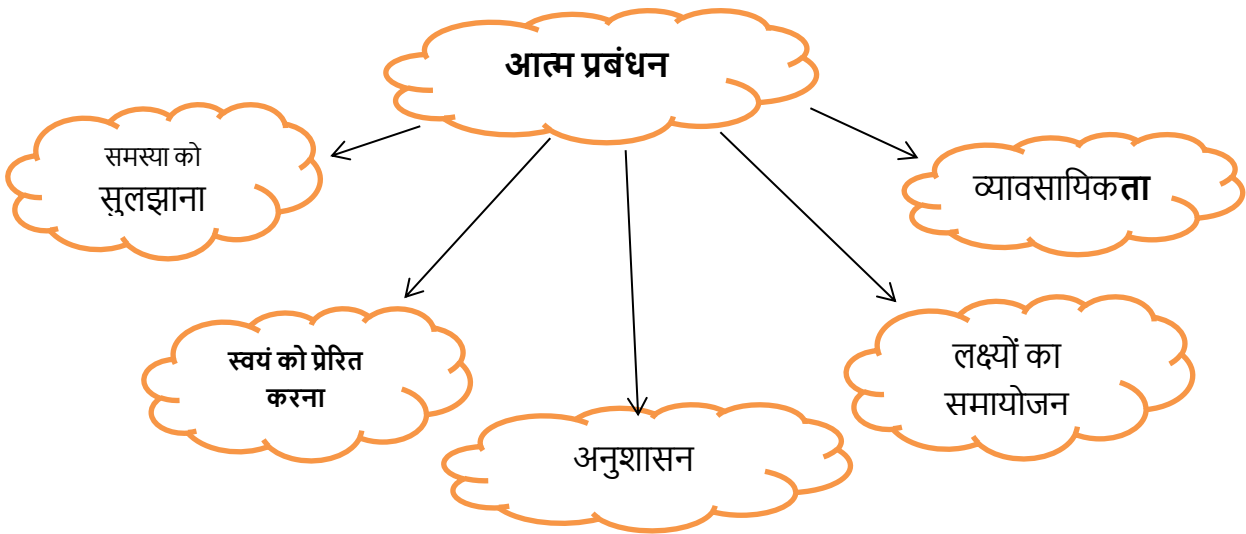 आत्म प्रबंधन
समस्या को
सुलझाना
व्यावसायिकता
स्वयं को प्रेरित
करना
लक्ष्यों का
समायोजन
अनुशासन